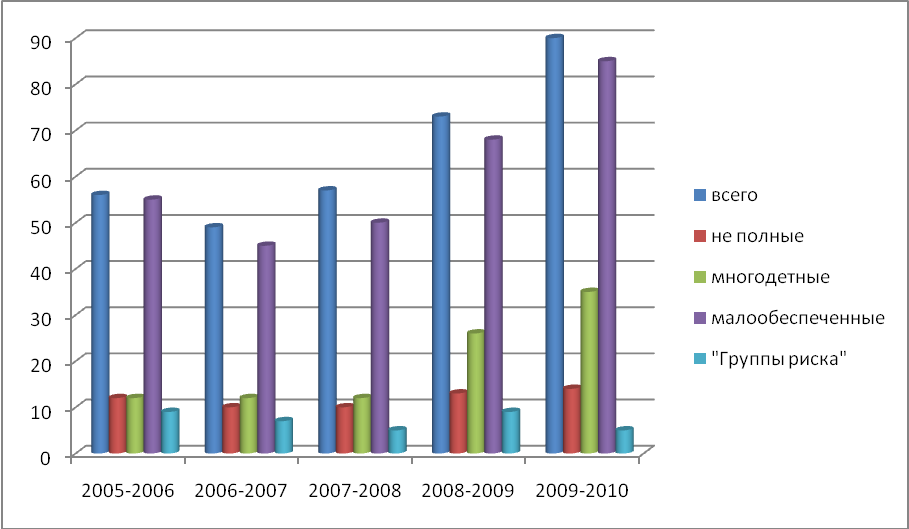 90
80
70
60
50
40
30
20
10
0
2005-2006 2006-2007 2007-2008 2008-2009 2009-2010
всего
не полные
многодетные
малообеспеченные
"Группы риска"